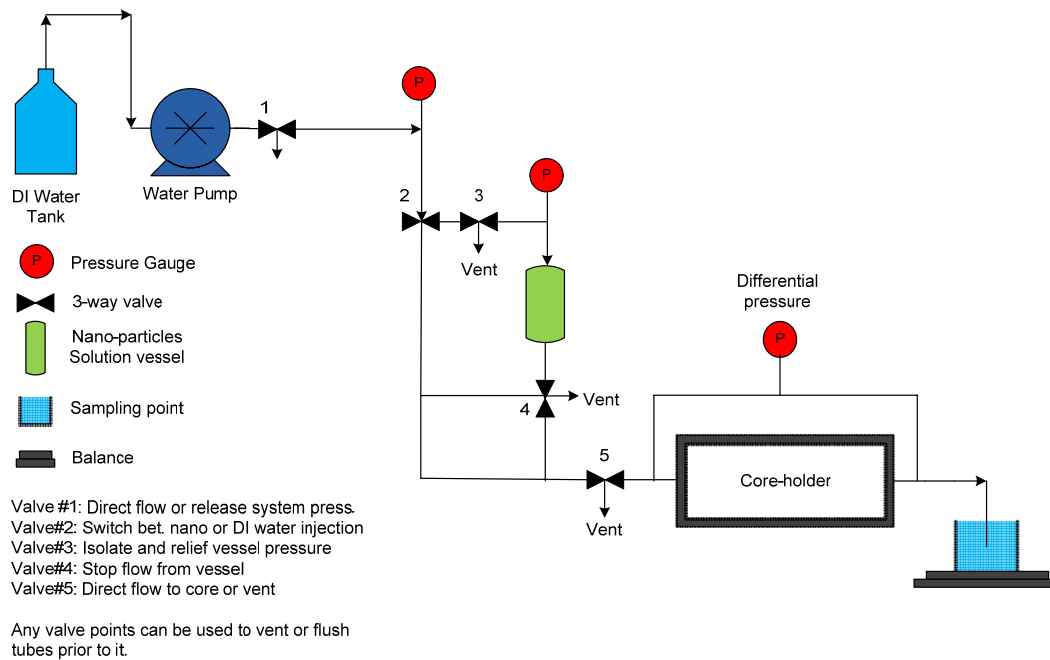 P
1
DI Water
Tank
Water Pump
P
2
3
Vent
P
Pressure Gauge
3-way valve
Nano-particles
Solution vessel
Differential
pressure
P
4
Vent
Sampling point
5
Core-holder
Balance
Vent
Valve #1: Direct flow or release system press.
Valve#2: Switch bet. nano or DI water injection
Valve#3: Isolate and relief vessel pressure
Valve#4: Stop flow from vessel
Valve#5: Direct flow to core or vent
Any valve points can be used to vent or flush
tubes prior to it.